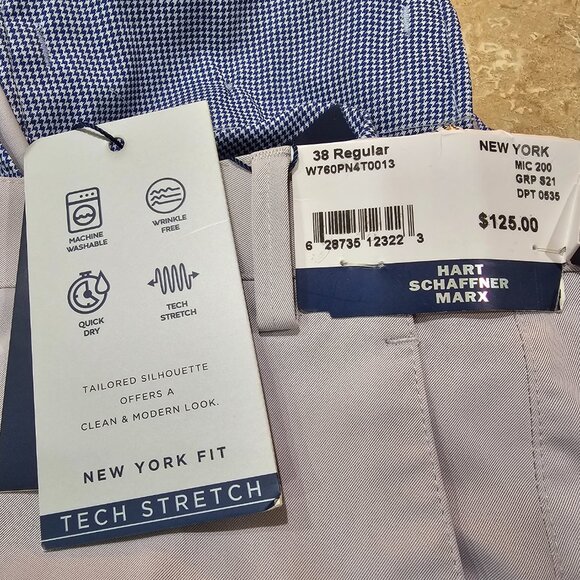 MACHINE
WASHABLE
WRINKLE
FREE
QUICK
DRY
TECH
STRETCH
TAILORED SILHOUETTE
OFFERS A
CLEAN & MODERN LOOK.
NEW YORK FIT
TECH STRETCH
38 Regular
W760PN4T0013
NEW YORK
MIC 200
GRP S21
DPT 0535
$125.00
6 28735 12322 3
HART
SCHAFFNER
MARX